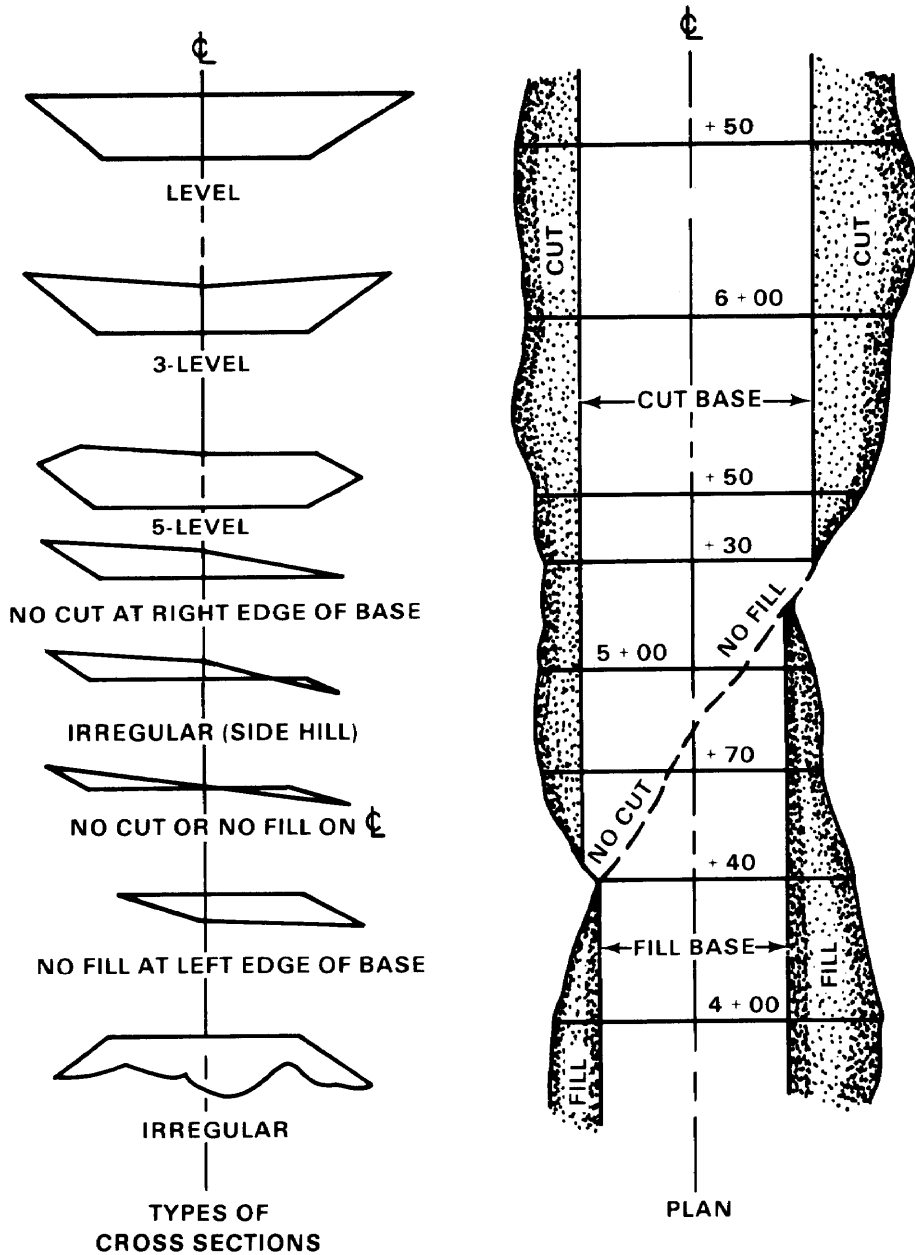 ℄
LEVEL
3-LEVEL
5-LEVEL
NO CUT AT RIGHT EDGE OF BASE
IRREGULAR (SIDE HILL)
NO CUT OR NO FILL ON ℄
NO FILL AT LEFT EDGE OF BASE
IRREGULAR
TYPES OF
CROSS SECTIONS
℄
+ 50
CUT
CUT
6 + 00
CUT BASE
+ 50
+ 30
NO FILL
5 + 00
+ 70
NO CUT
+ 40
FILL BASE
FILL
4 + 00
FILL
PLAN